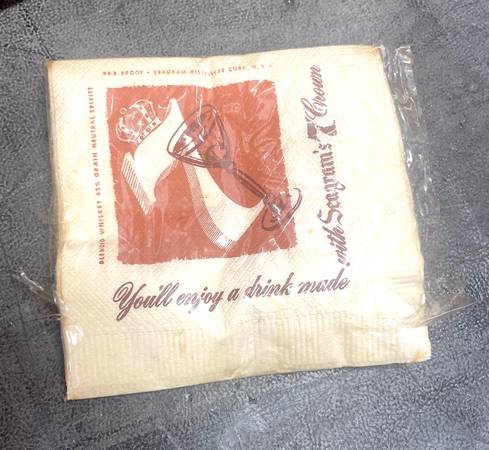 86.8 PROOF • SEAGRAM-DISTILLERS CORP., N.Y.C.
BLENDED WHISKEY 65% GRAIN NEUTRAL SPIRITS
You'll enjoy a drink made
with Seagram's 7 Crown